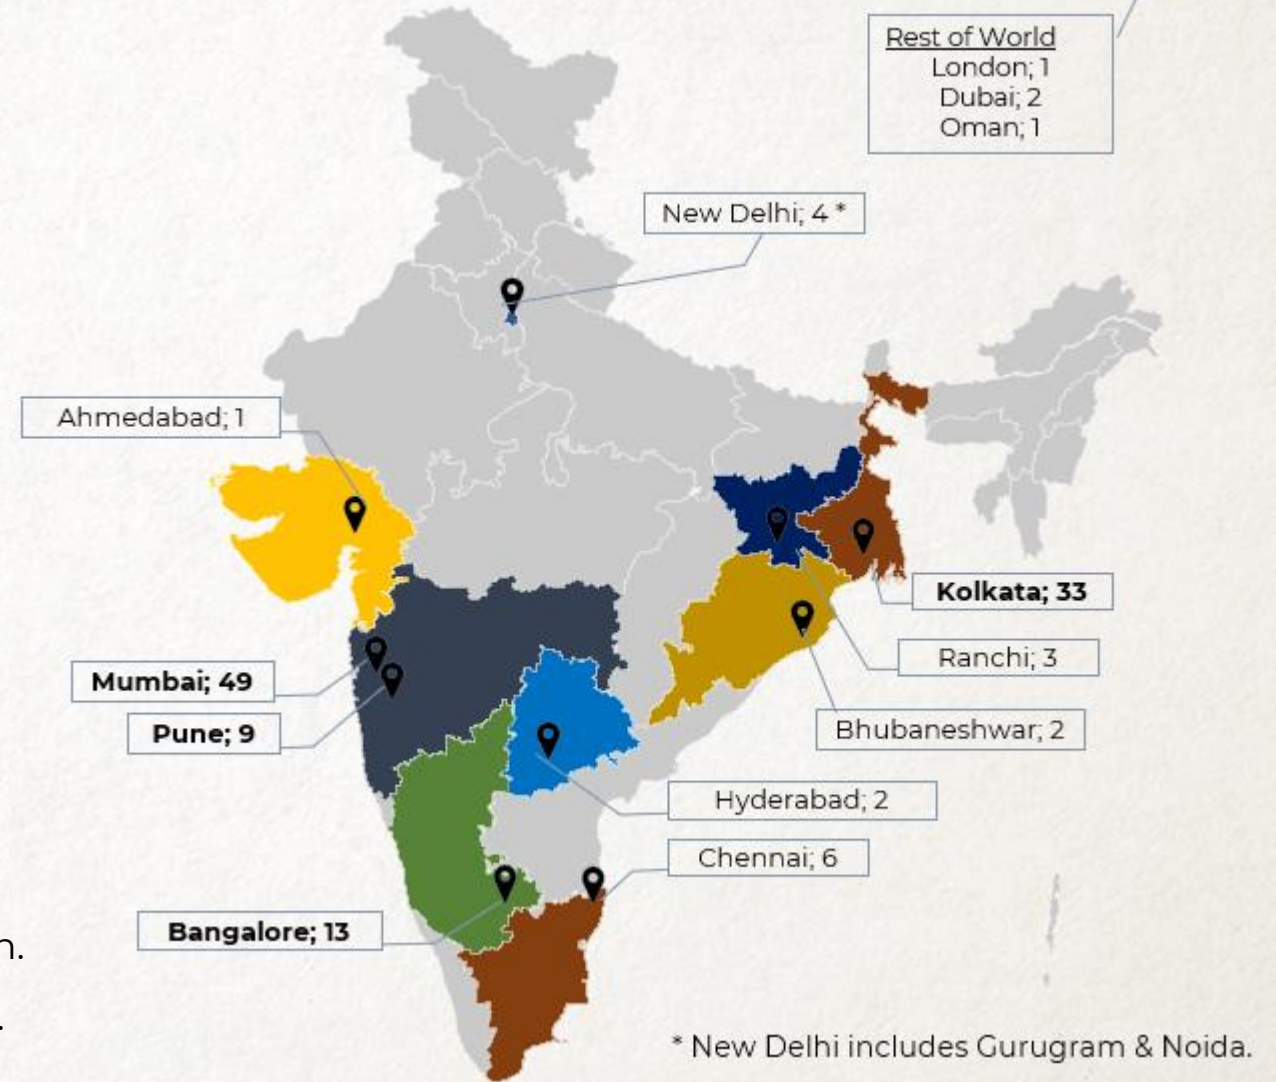 Rest of World
London; 1
Dubai; 2
Oman; 1
New Delhi; 4 *
Ahmedabad; 1
Kolkata; 33
Ranchi; 3
Mumbai; 49
Pune; 9
Bhubaneshwar; 2
Hyderabad; 2
Chennai; 6
Bangalore; 13
* New Delhi includes Gurugram & Noida.